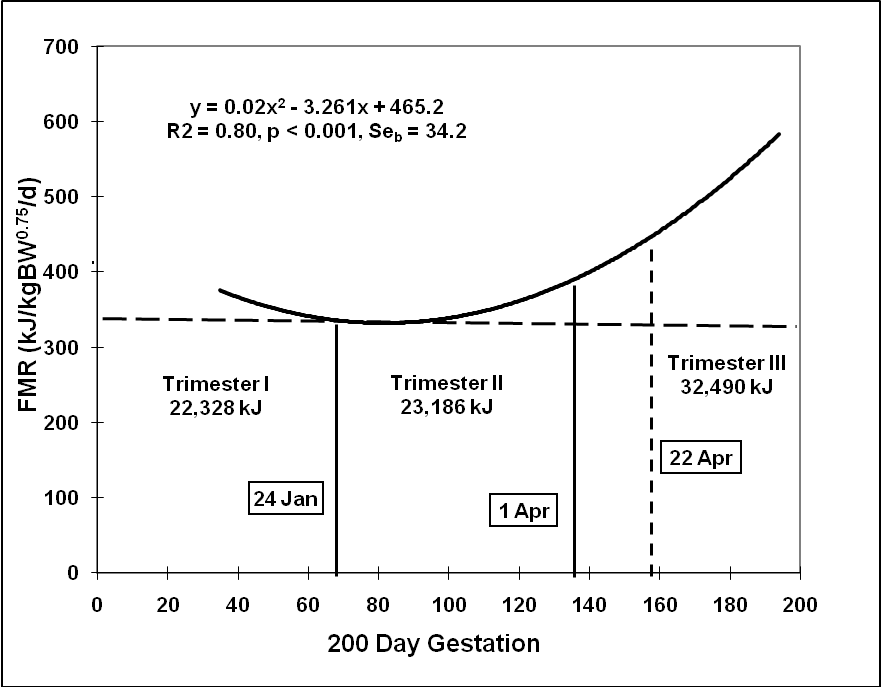 700
600
500
400
300
200
100
0
FMR (kJ/kgBW0.75/d)
y = 0.02x² - 3.261x + 465.2
R2 = 0.80, p < 0.001, Seb = 34.2
Trimester I
22,328 kJ
Trimester II
23,186 kJ
Trimester III
32,490 kJ
24 Jan
1 Apr
22 Apr
0 20 40 60 80 100 120 140 160 180 200
200 Day Gestation